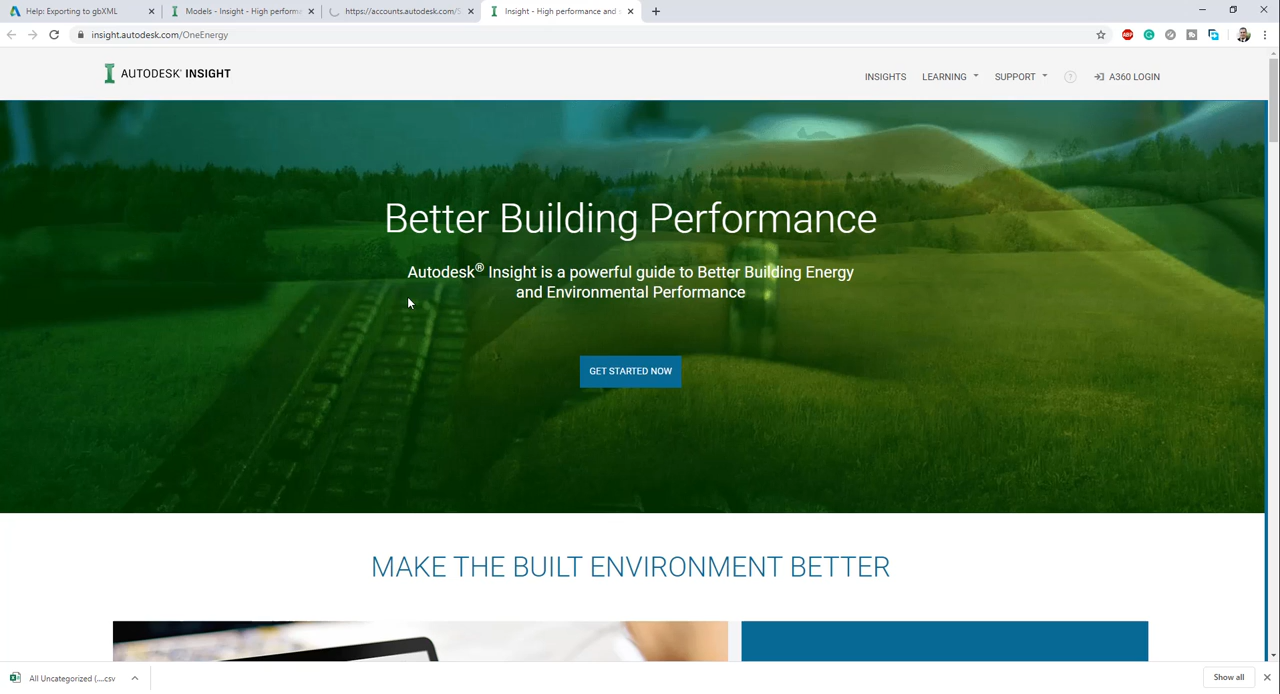 Help: Exporting to gbXML
Models - Insight - High performa
https://accounts.autodesk.com/
Insight - High performance and
insight.autodesk.com/OneEnergy
AUTODESK® INSIGHT
INSIGHTS
LEARNING
SUPPORT
?
A360 LOGIN
Better Building Performance
Autodesk® Insight is a powerful guide to Better Building Energy
and Environmental Performance
GET STARTED NOW
MAKE THE BUILT ENVIRONMENT BETTER
All Uncategorized (....csv
Show all